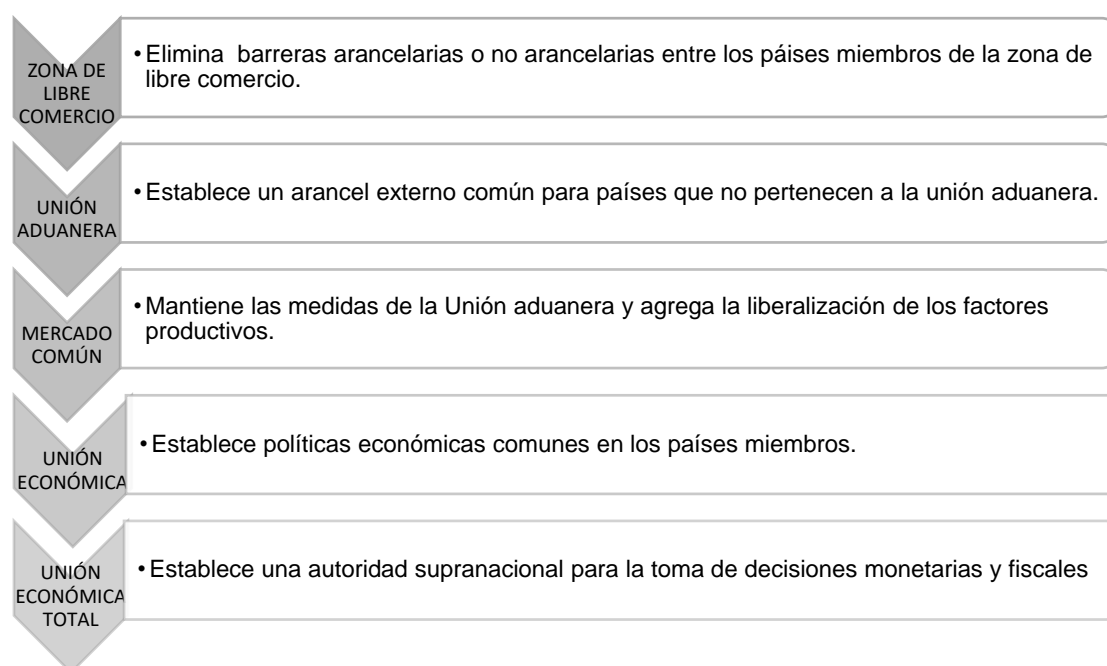 ZONA DE
LIBRE
COMERCIO
• Elimina barreras arancelarias o no arancelarias entre los páises miembros de la zona de
libre comercio.
UNIÓN
ADUANERA
• Establece un arancel externo común para países que no pertenecen a la unión aduanera.
MERCADO
COMÚN
• Mantiene las medidas de la Unión aduanera y agrega la liberalización de los factores
productivos.
UNIÓN
ECONÓMICA
• Establece políticas económicas comunes en los países miembros.
UNIÓN
ECONÓMICA
TOTAL
• Establece una autoridad supranacional para la toma de decisiones monetarias y fiscales